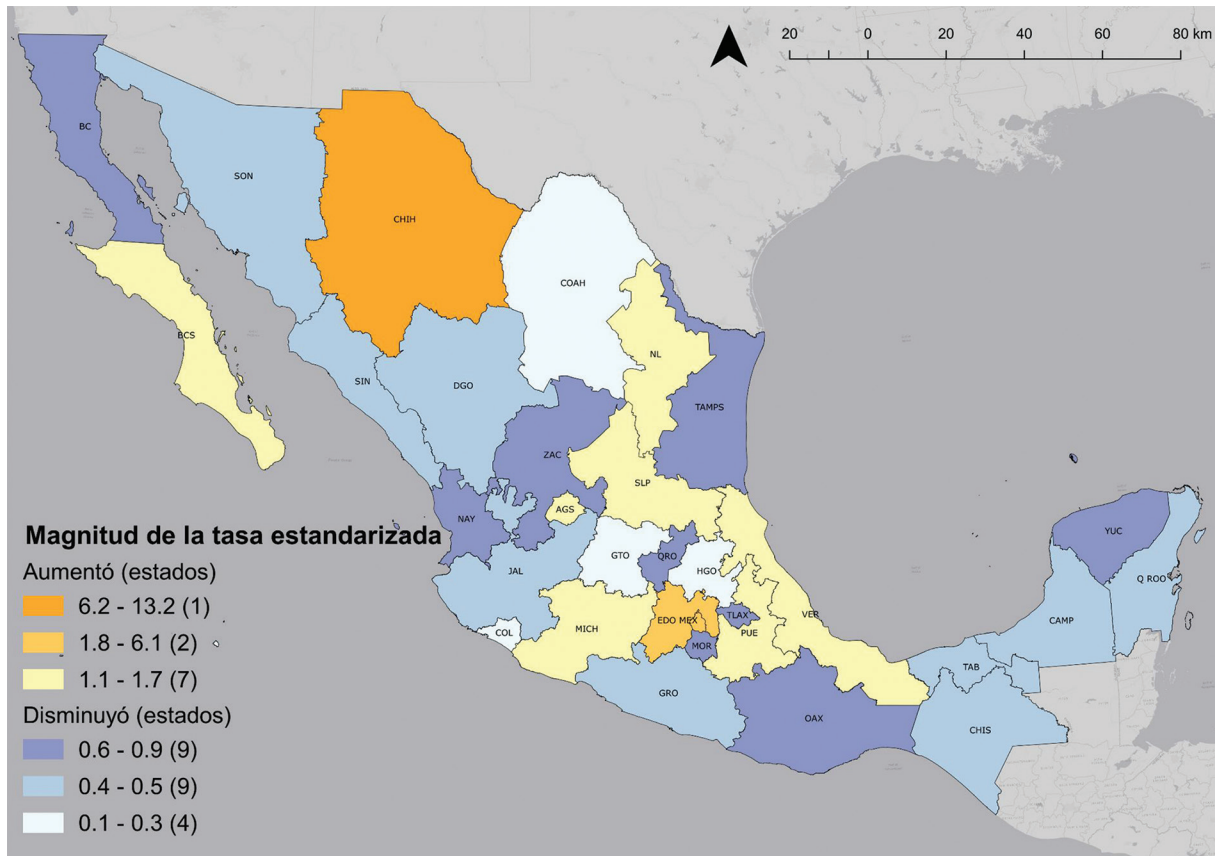 20 0 20 40 60 80 km
BC
SON
CHIH
COAH
BCS
NL
SIN
DGO
TAMPS
ZAC
SLP
NAY
AGS
YUC
GTO
QRO
HGO
JAL
Q ROO
COL
MICH
EDO MEX
TLAX
VER
CAMP
PUE
MOR
TAB
GRO
OAX
CHIS
Magnitud de la tasa estandarizada
Aumentó (estados)
6.2 - 13.2 (1)
1.8 - 6.1 (2)
1.1 - 1.7 (7)
Disminuyó (estados)
0.6 - 0.9 (9)
0.4 - 0.5 (9)
0.1 - 0.3 (4)